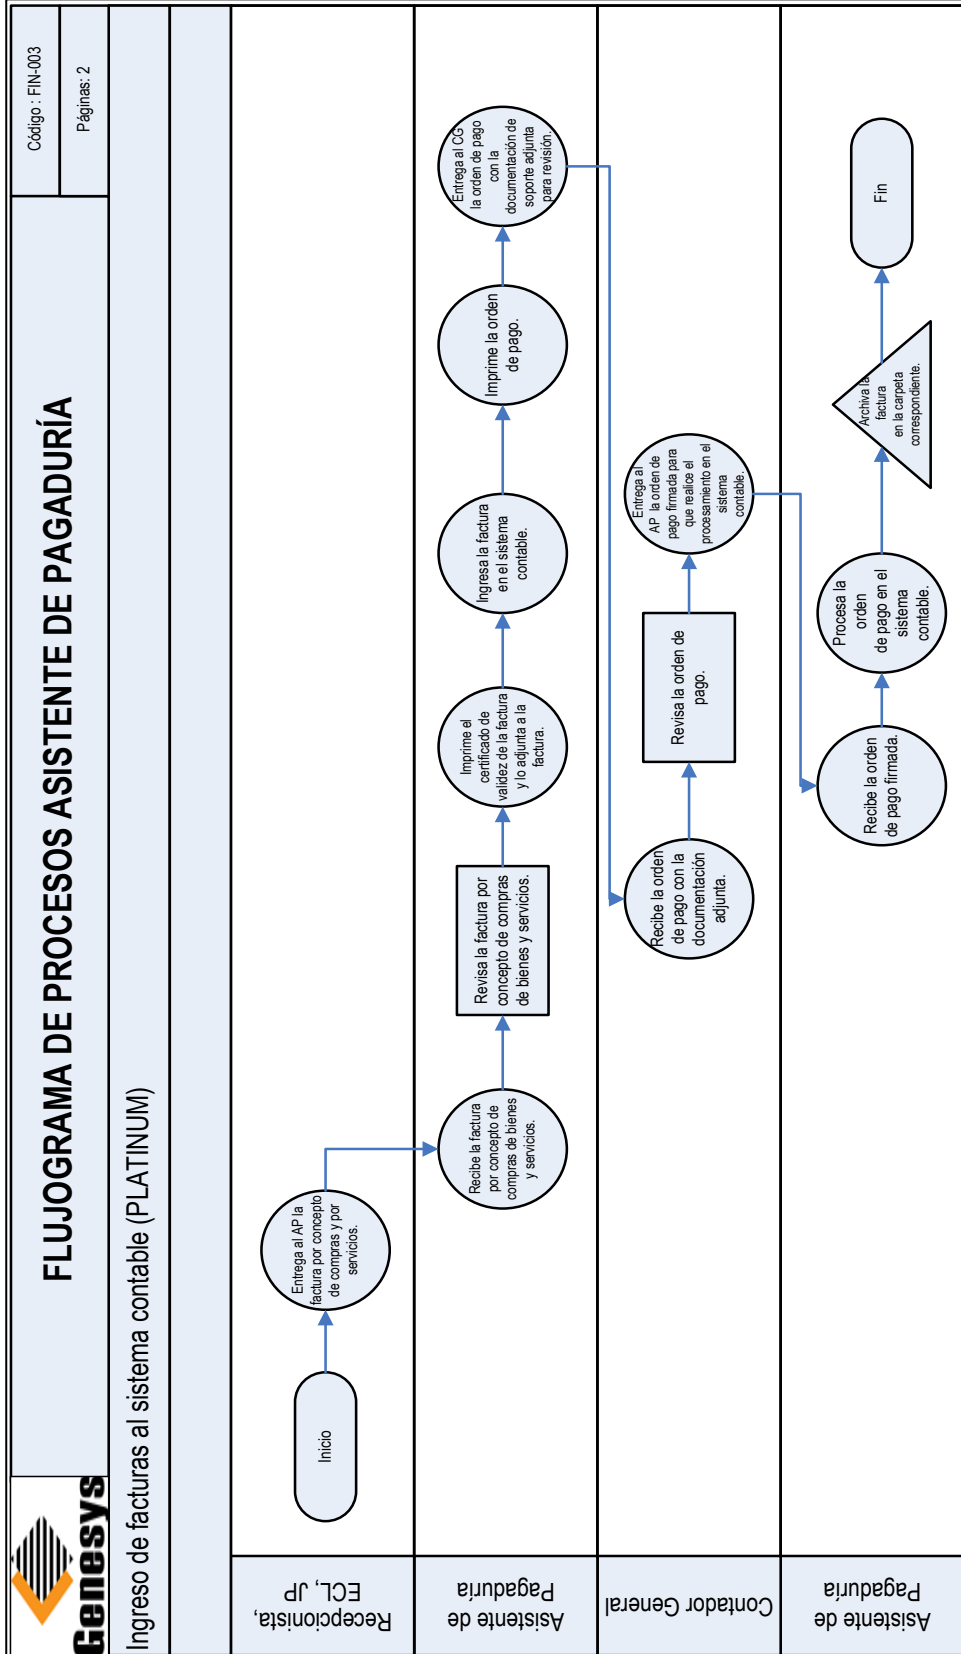 Genesys
FLUJOGRAMA DE PROCESOS ASISTENTE DE PAGADURÍA
Código : FIN-003
Páginas: 2
Ingreso de facturas al sistema contable (PLATINUM)
Recepcionista,
ECL, JP
Inicio
Entrega al AP la
factura por concepto
de compras y por
servicios.
Asistente de
Pagaduría
Recibe la factura
por concepto de
compras de bienes
y servicios.
Revisa la factura por
concepto de compras
de bienes y servicios.
Imprime el
certificado de
validez de la factura
y lo adjunta a la
factura.
Ingresa la factura
en el sistema
contable.
Imprime la orden
de pago.
Entrega al CG
la orden de pago
con la
documentación de
soporte adjunta
para revisión.
Contador General
Recibe la orden
de pago con la
documentación
adjunta.
Revisa la orden de
pago.
Entrega al
AP la orden de
pago firmada para
que realice el
procesamiento en el
sistema
contable.
Asistente de
Pagaduría
Recibe la orden
de pago firmada.
Procesa la
orden
de pago en el
sistema
contable.
Archiva la
factura
en la carpeta
correspondiente.
Fin